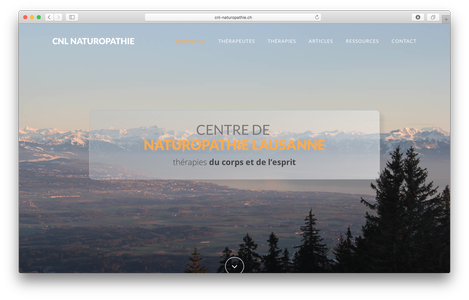 cnl-naturopathie.ch
CNL NATUROPATHIE
THÉRAPEUTES THÉRAPIES ARTICLES RESSOURCES CONTACT
CENTRE DE
NATUROPATHIE LAUSANNE
thérapies du corps et de l'esprit